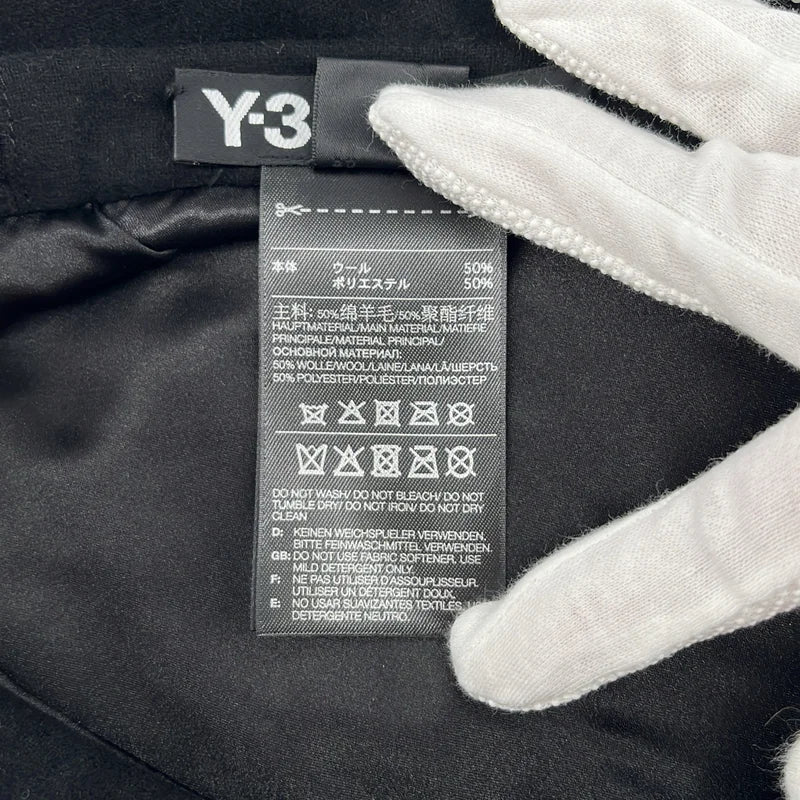 Y-3
本体 ウール 50%
ポリエステル 50%
主料: 50%绵羊毛/50%聚酯纤维
HAUPTMATERIAL/MAIN MATERIAL/MATIERE
PRINCIPALE/MATERIAL PRINCIPAL/
ОСНОВНОЙ МАТЕРИАЛ:
50% WOLLE/WOOL/LAINE/LANA/LÃ/ШЕРСТЬ
50% POLYESTER/POLIESTER/ПОЛИЭСТЕР
DO NOT WASH/ DO NOT BLEACH/ DO NOT
TUMBLE DRY/ DO NOT IRON/ DO NOT DRY
CLEAN
D: KEINEN WEICHSPUELER VERWENDEN.
BITTE FEINWASCHMITTEL VERWENDEN.
GB: DO NOT USE FABRIC SOFTENER. USE
MILD DETERGENT ONLY.
F: NE PAS UTILISER D'ASSOUPLISSEUR.
UTILISER UN DÉTERGENT DOUX.
E: NO USAR SUAVIZANTES TEXTILES.
DETERGENTE NEUTRO.